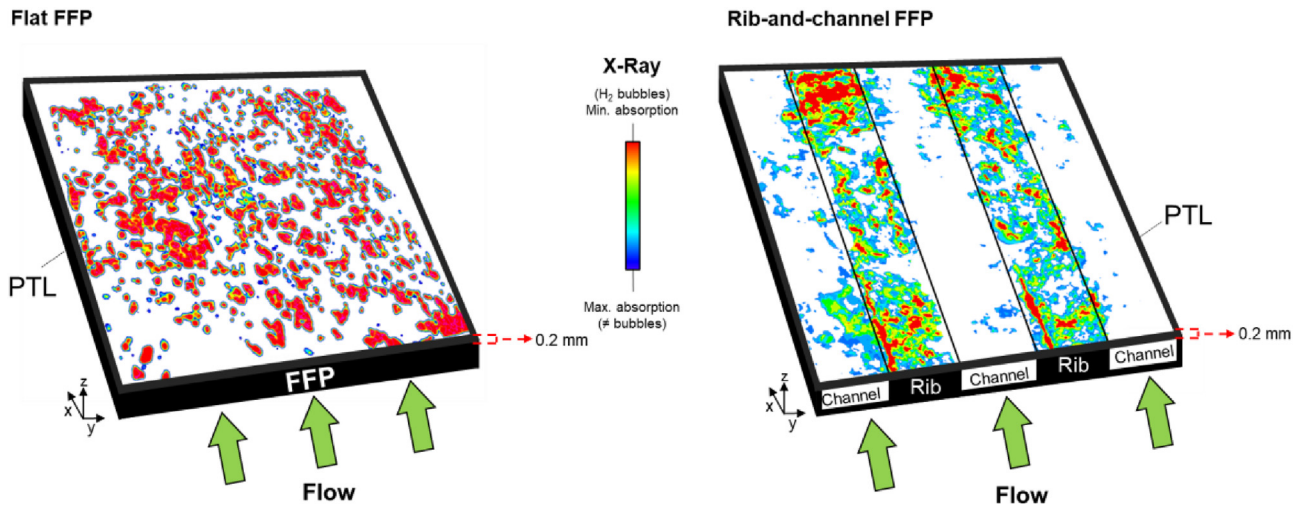 Flat FFP
Rib-and-channel FFP
X-Ray
(H₂ bubbles)
Min. absorption
Max. absorption
(≠ bubbles)
PTL
0.2 mm
FFP
z
x
y
Flow
PTL
0.2 mm
Channel
Rib
Channel
Rib
Channel
z
x
y
Flow